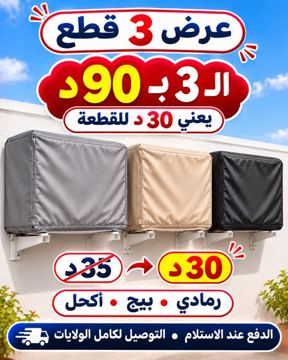 عرض 3 قطع
الـ 3 بـ 90 د
يعني 30 د للقطعة
35 د
30 د
رمادي • بيج • أكحل
الدفع عند الاستلام • التوصيل لكامل الولايات